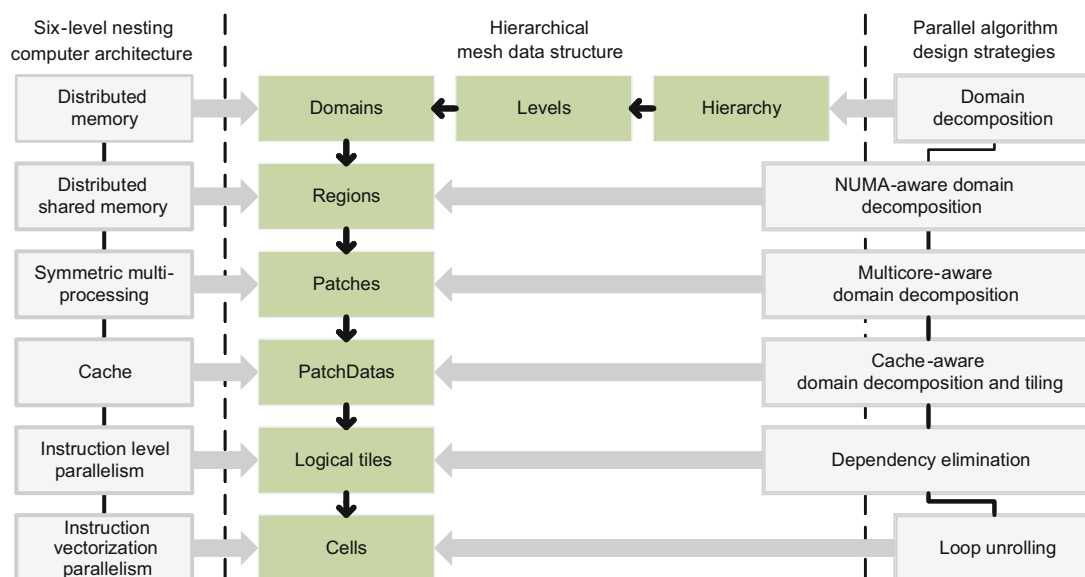 Six-level nesting
computer architecture
Hierarchical
mesh data structure
Parallel algorithm
design strategies
Distributed
memory
Domains
Levels
Hierarchy
Domain
decomposition
Distributed
shared memory
Regions
NUMA-aware domain
decomposition
Symmetric multi-
processing
Patches
Multicore-aware
domain decomposition
Cache
PatchDatas
Cache-aware
domain decomposition and tiling
Instruction level
parallelism
Logical tiles
Dependency elimination
Instruction
vectorization
parallelism
Cells
Loop unrolling